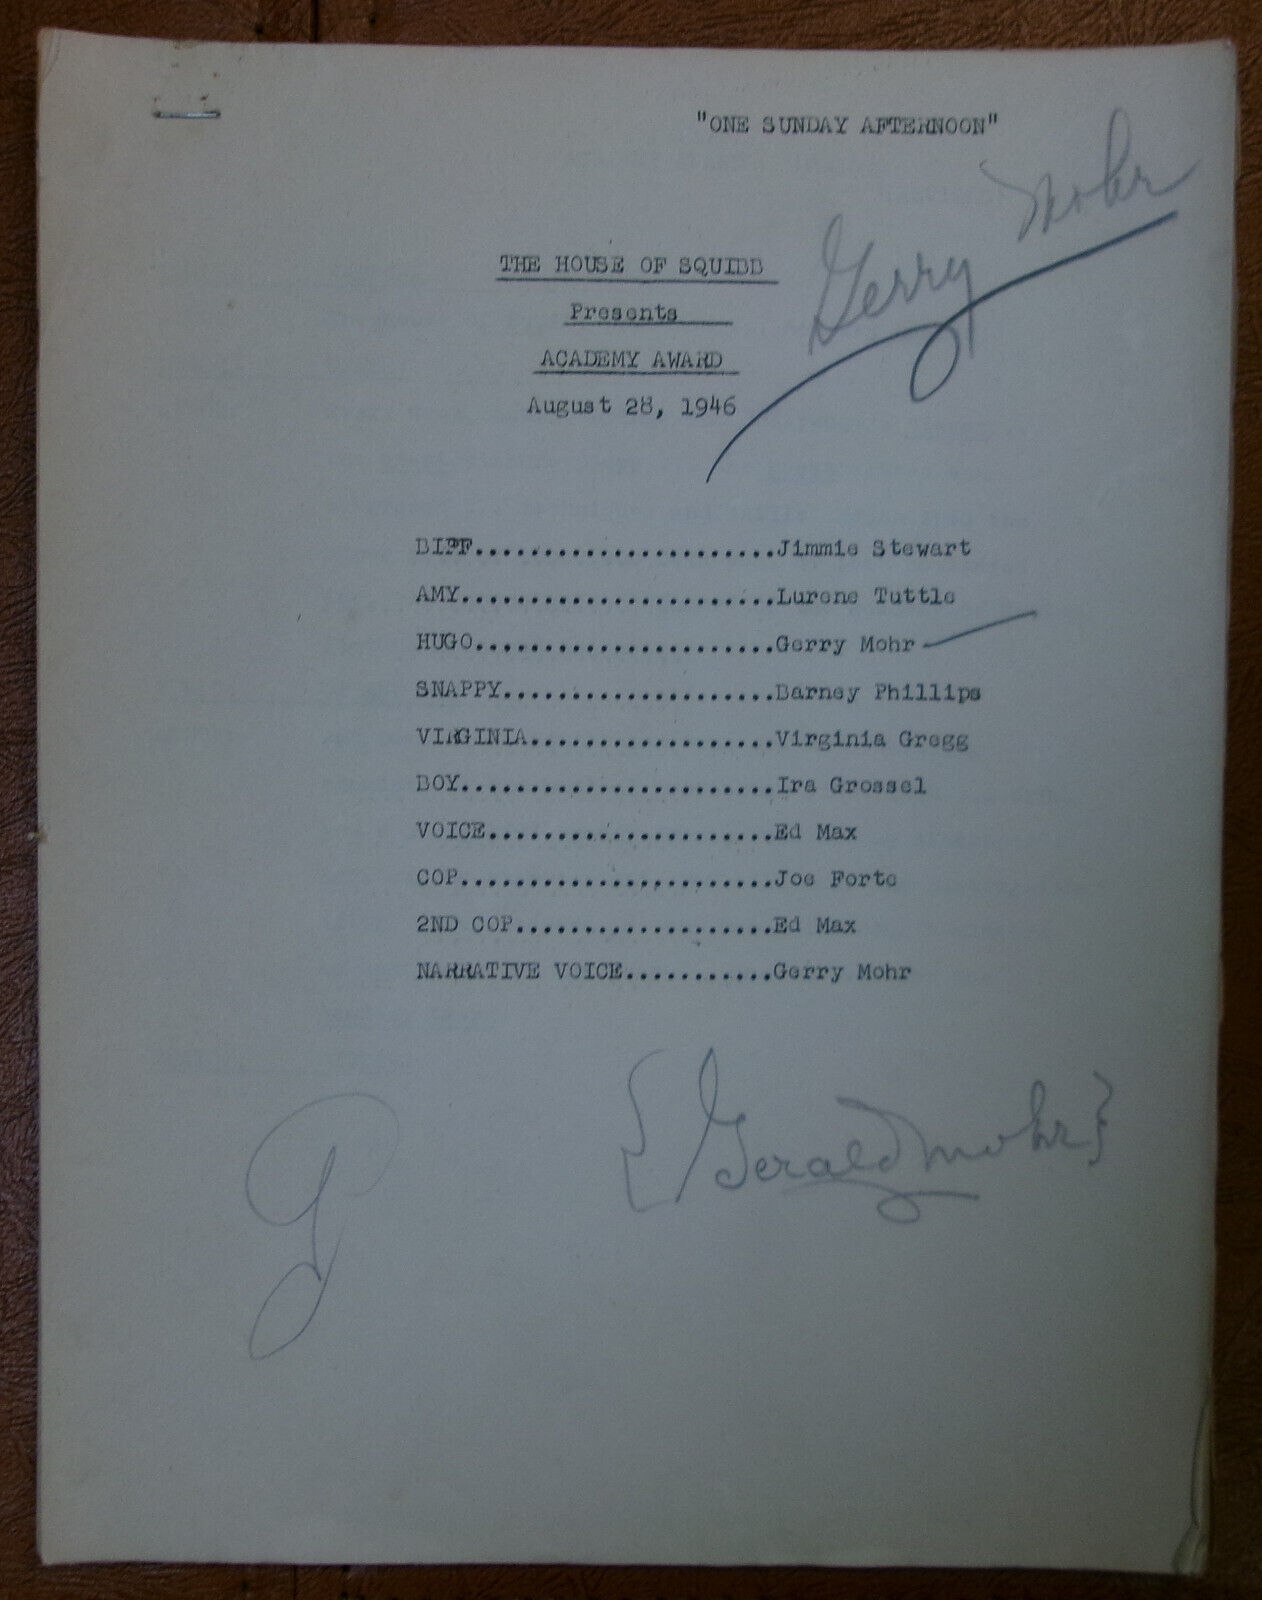 "ONE SUNDAY AFTERNOON"
Gerry Mohr
THE HOUSE OF SQUIBB
Presents
ACADEMY AWARD
August 28, 1946
BIFF......................Jimmie Stewart
AMY.......................Lurene Tuttle
HUGO......................Gerry Mohr
SNAPPY....................Barney Phillips
VIRGINIA..................Virginia Gregg
BOY.......................Ira Grossel
VOICE.....................Ed Max
COP.......................Joe Forte
2ND COP...................Ed Max
NARRATIVE VOICE...........Gerry Mohr
{Gerald Mohr}
G